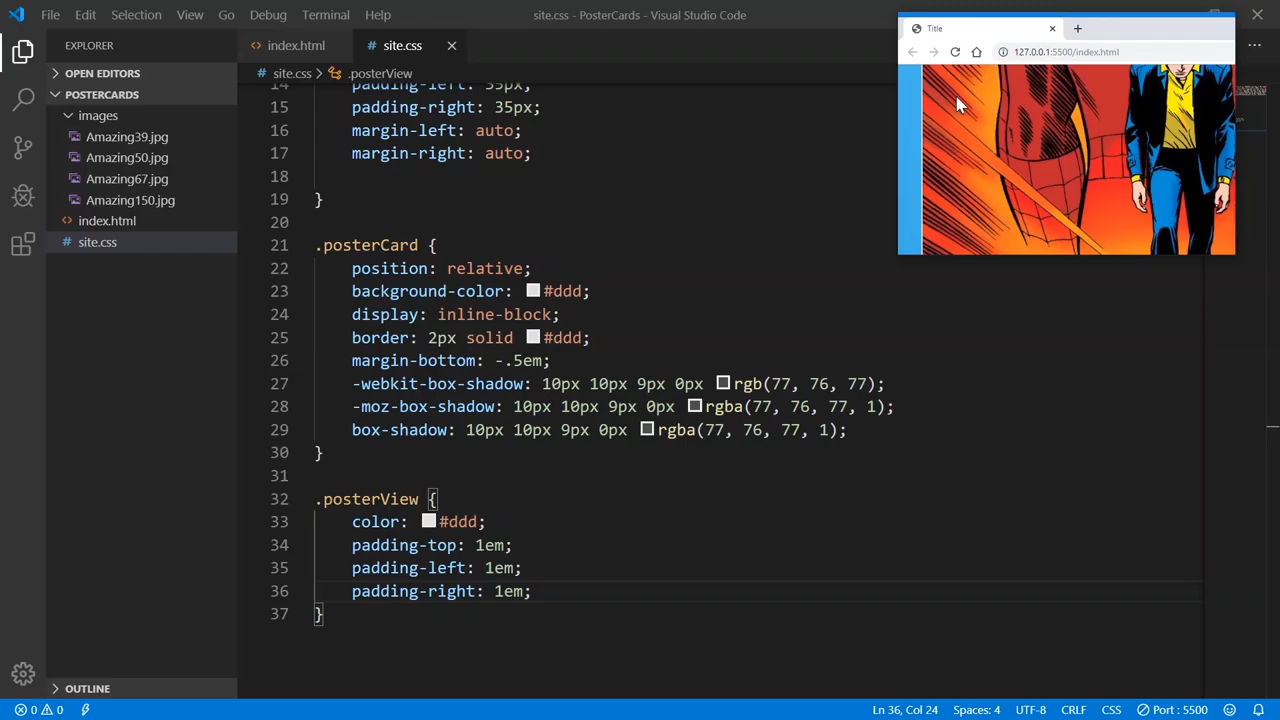 File Edit Selection View Go Debug Terminal Help
site.css - PosterCards - Visual Studio Code
Title
127.0.0.1:5500/index.html
EXPLORER
OPEN EDITORS
POSTERCARDS
images
Amazing39.jpg
Amazing50.jpg
Amazing67.jpg
Amazing150.jpg
index.html
# site.css
OUTLINE
index.html
# site.css
# site.css > .posterView
14 padding-left: 35px;
15 padding-right: 35px;
16 margin-left: auto;
17 margin-right: auto;
18
19 }
20
21 .posterCard {
22 position: relative;
23 background-color: #ddd;
24 display: inline-block;
25 border: 2px solid #ddd;
26 margin-bottom: -.5em;
27 -webkit-box-shadow: 10px 10px 9px 0px rgb(77, 76, 77);
28 -moz-box-shadow: 10px 10px 9px 0px rgba(77, 76, 77, 1);
29 box-shadow: 10px 10px 9px 0px rgba(77, 76, 77, 1);
30 }
31
32 .posterView {
33 color: #ddd;
34 padding-top: 1em;
35 padding-left: 1em;
36 padding-right: 1em;
37 }
0 0
Ln 36, Col 24 Spaces: 4 UTF-8 CRLF CSS Port : 5500